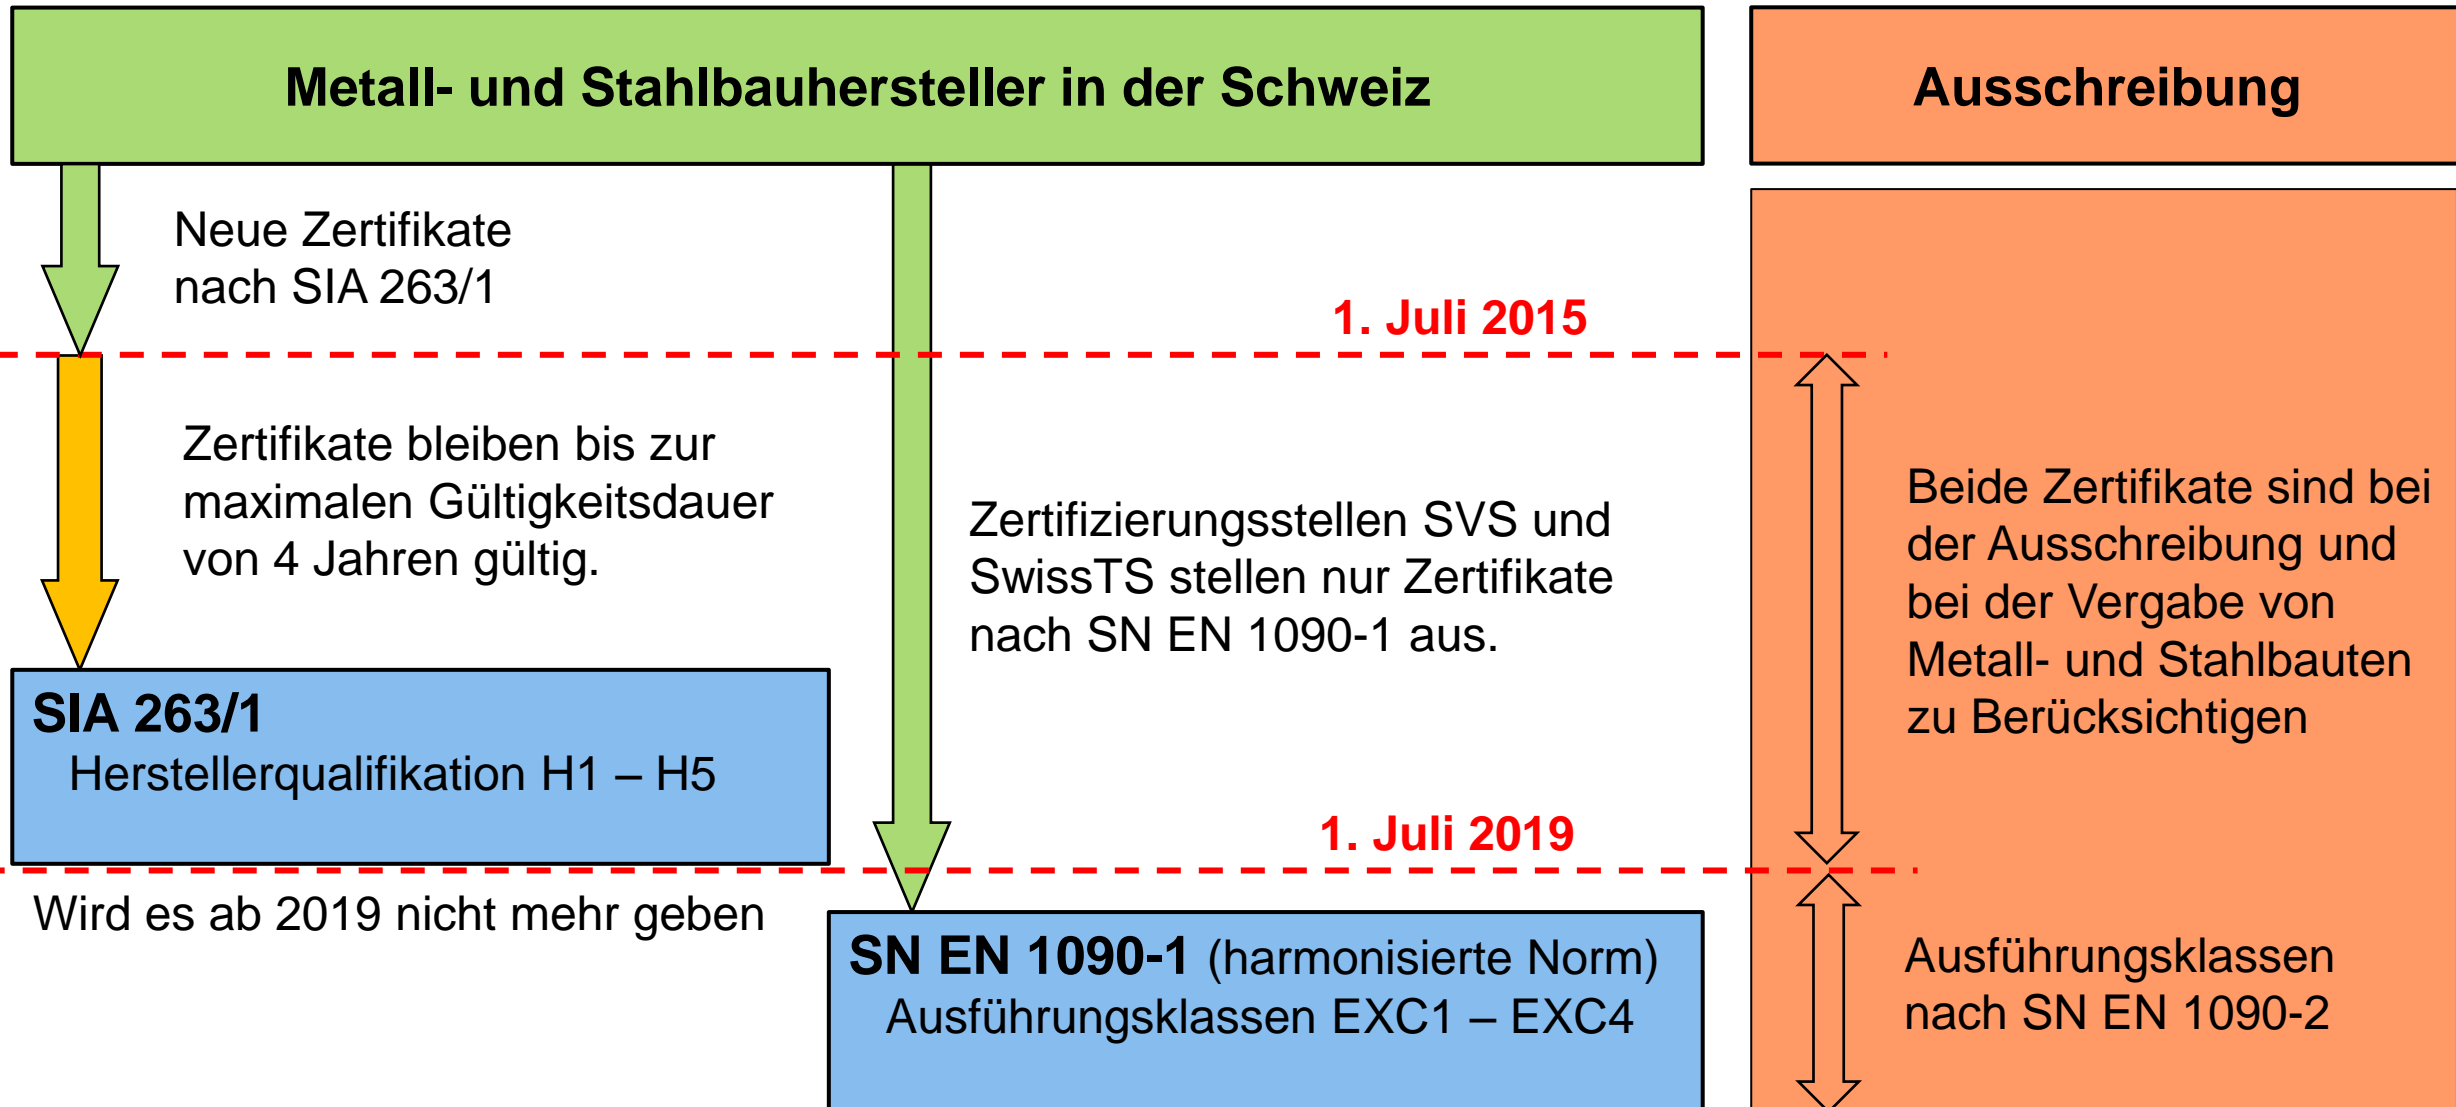 Metall- und Stahlbauhersteller in der Schweiz
Ausschreibung
Neue Zertifikate
nach SIA 263/1
1. Juli 2015
Zertifikate bleiben bis zur
maximalen Gültigkeitsdauer
von 4 Jahren gültig.
Zertifizierungsstellen SVS und
SwissTS stellen nur Zertifikate
nach SN EN 1090-1 aus.
Beide Zertifikate sind bei
der Ausschreibung und
bei der Vergabe von
Metall- und Stahlbauten
zu Berücksichtigen
SIA 263/1
Herstellerqualifikation H1 – H5
1. Juli 2019
Wird es ab 2019 nicht mehr geben
SN EN 1090-1 (harmonisierte Norm)
Ausführungsklassen EXC1 – EXC4
Ausführungsklassen
nach SN EN 1090-2